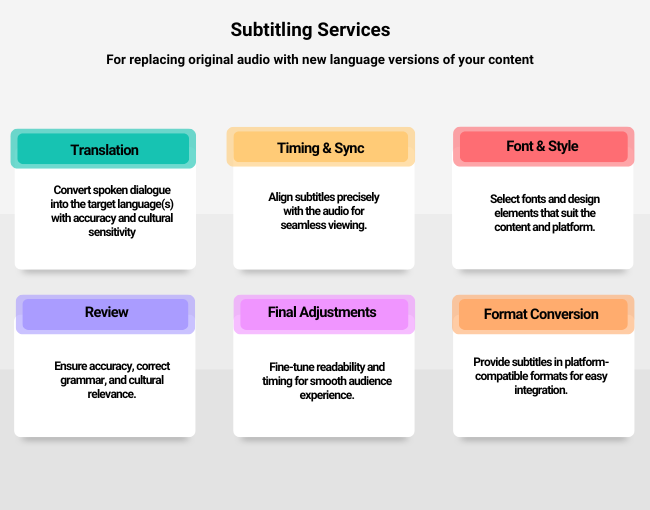 Subtitling Services
For replacing original audio with new language versions of your content
Translation
Convert spoken dialogue
into the target language(s)
with accuracy and cultural
sensitivity
Timing & Sync
Align subtitles precisely
with the audio for
seamless viewing.
Font & Style
Select fonts and design
elements that suit the
content and platform.
Review
Ensure accuracy, correct
grammar, and cultural
relevance.
Final Adjustments
Fine-tune readability and
timing for smooth audience
experience.
Format Conversion
Provide subtitles in platform-
compatible formats for easy
integration.